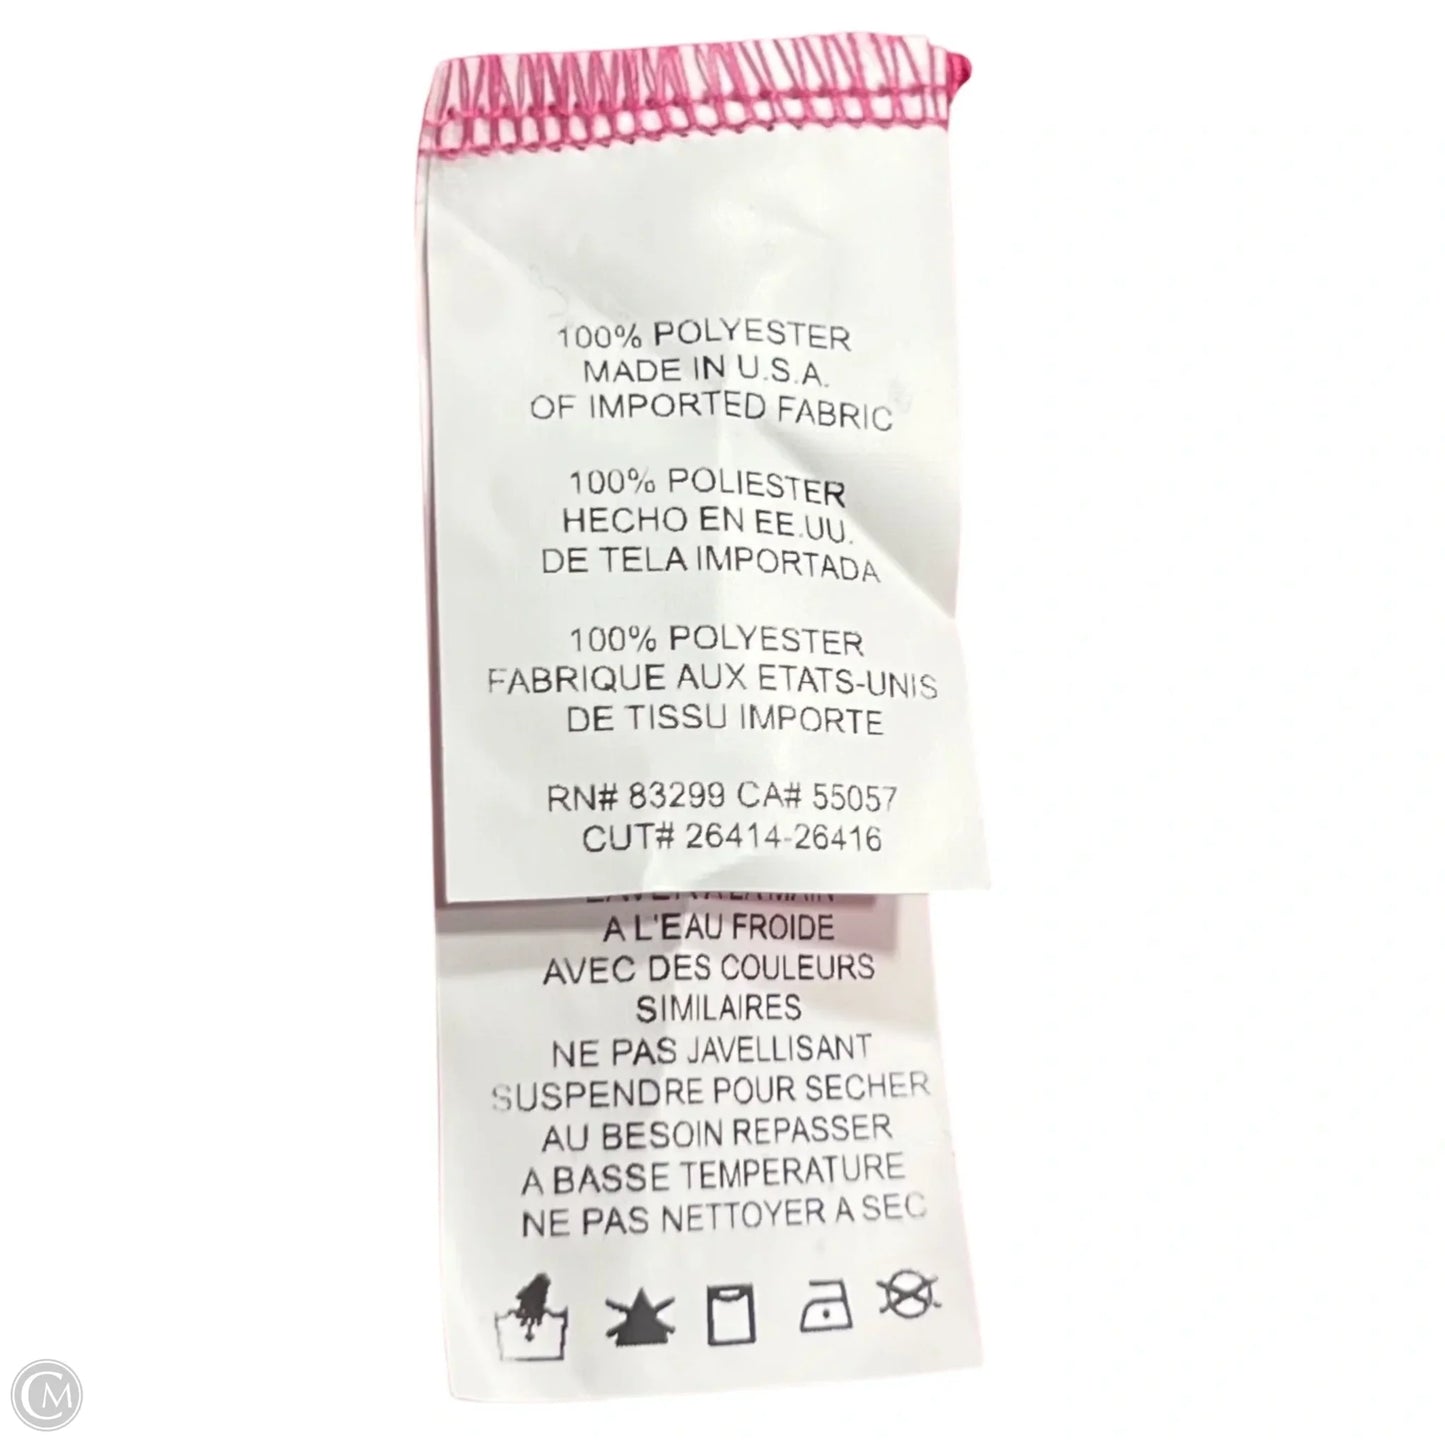 100% POLYESTER
MADE IN U.S.A.
OF IMPORTED FABRIC
100% POLIESTER
HECHO EN EE.UU.
DE TELA IMPORTADA
100% POLYESTER
FABRIQUE AUX ETATS-UNIS
DE TISSU IMPORTE
RN# 83299 CA# 55057
CUT# 26414-26416
A L'EAU FROIDE
AVEC DES COULEURS
SIMILAIRES
NE PAS JAVELLISANT
SUSPENDRE POUR SECHER
AU BESOIN REPASSER
A BASSE TEMPERATURE
NE PAS NETTOYER A SEC
CM